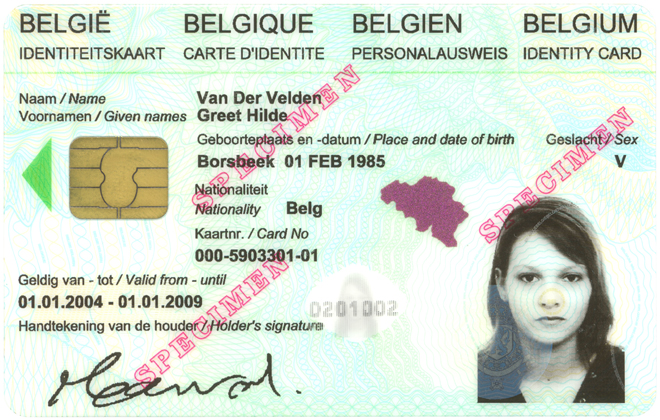 BELGIË BELGIQUE BELGIEN BELGIUM
IDENTITEITSKAART CARTE D'IDENTITE PERSONALAUSWEIS IDENTITY CARD
Naam / Name Van Der Velden
Voornamen / Given names Greet Hilde
Geboorteplaats en -datum / Place and date of birth Geslacht / Sex
Borsbeek 01 FEB 1985 V
Nationaliteit
Nationality Belg
Kaartnr. / Card No
000-5903301-01
Geldig van - tot / Valid from - until
01.01.2004 - 01.01.2009
0201002
Handtekening van de houder / Holder's signature
SPECIMEN
SPECIMEN
SPECIMEN